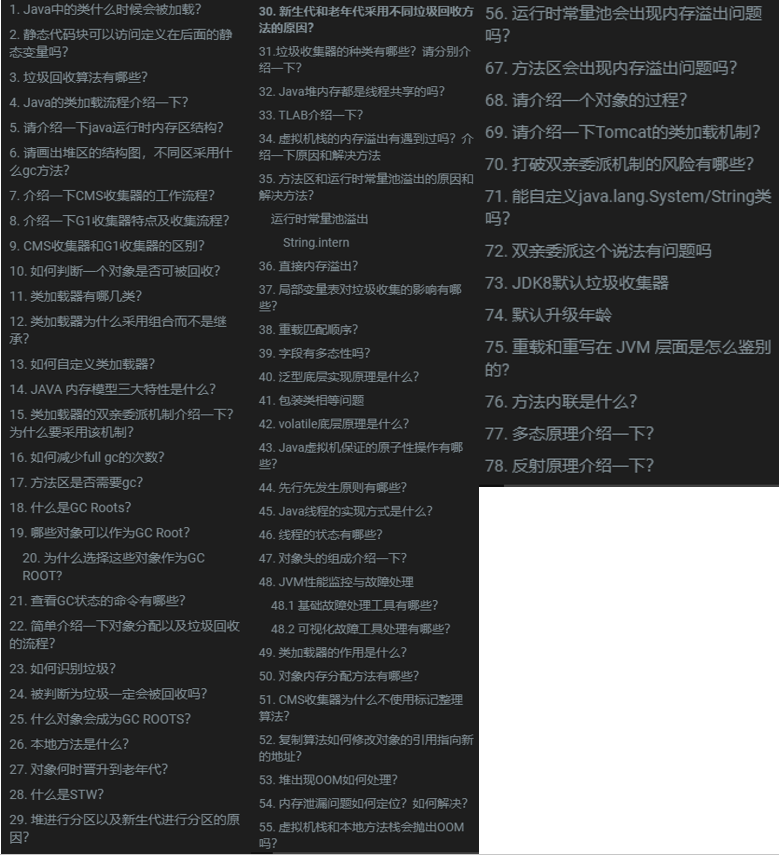 1. Java中的类什么时候会被加载?
2. 静态代码块可以访问定义在后面的静
态变量吗?
3. 垃圾回收算法有哪些?
4. Java的类加载流程介绍一下?
5. 请介绍一下java运行时内存区结构?
6. 请画出堆区的结构图，不同区采用什
么gc方法?
7. 介绍一下CMS收集器的工作流程?
8. 介绍一下G1收集器特点及收集流程?
9. CMS收集器和G1收集器的区别?
10. 如何判断一个对象是否可被回收?
11. 类加载器有哪几类?
12. 类加载器为什么采用组合而不是继
承?
13. 如何自定义类加载器?
14. JAVA 内存模型三大特性是什么?
15. 类加载器的双亲委派机制介绍一下?
为什么要采用该机制?
16. 如何减少full gc的次数?
17. 方法区是否需要gc?
18. 什么是GC Roots?
19. 哪些对象可以作为GC Root?
20. 为什么选择这些对象作为GC
ROOT?
21. 查看GC状态的命令有哪些?
22. 简单介绍一下对象分配以及垃圾回收
的流程?
23. 如何识别垃圾?
24. 被判断为垃圾一定会被回收吗?
25. 什么对象会成为GC ROOTS?
26. 本地方法是什么?
27. 对象何时晋升到老年代?
28. 什么是STW?
29. 堆进行分区以及新生代进行分区的原
因?
30. 新生代和老年代采用不同垃圾回收方
法的原因?
31.垃圾收集器的种类有哪些? 请分别介
绍一下?
32. Java堆内存都是线程共享的吗?
33. TLAB介绍一下?
34. 虚拟机栈的内存溢出有遇到过吗? 介
绍一下原因和解决方法
35. 方法区和运行时常量池溢出的原因和
解决方法?
运行时常量池溢出
String.intern
36. 直接内存溢出?
37. 局部变量表对垃圾收集的影响有哪
些?
38. 重载匹配顺序?
39. 字段有多态性吗?
40. 泛型底层实现原理是什么?
41. 包装类相等问题
42. volatile底层原理是什么?
43. Java虚拟机保证的原子性操作有哪
些?
44. 先行先发生原则有哪些?
45. Java线程的实现方式是什么?
46. 线程的状态有哪些?
47. 对象头的组成介绍一下?
48. JVM性能监控与故障处理
48.1 基础故障处理工具有哪些?
48.2 可视化故障工具处理有哪些?
49. 类加载器的作用是什么?
50. 对象内存分配方法有哪些?
51. CMS收集器为什么不使用标记整理
算法?
52. 复制算法如何修改对象的引用指向新
的地址?
53. 堆出现OOM如何处理?
54. 内存泄漏问题如何定位? 如何解决?
55. 虚拟机栈和本地方法栈会抛出OOM
吗?
56. 运行时常量池会出现内存溢出问题
吗?
67. 方法区会出现内存溢出问题吗?
68. 请介绍一个对象的过程?
69. 请介绍一下Tomcat的类加载机制?
70. 打破双亲委派机制的风险有哪些?
71. 能自定义java.lang.System/String类
吗?
72. 双亲委派这个说法有问题吗
73. JDK8默认垃圾收集器
74. 默认升级年龄
75. 重载和重写在 JVM 层面是怎么鉴别
的?
76. 方法内联是什么?
77. 多态原理介绍一下?
78. 反射原理介绍一下?